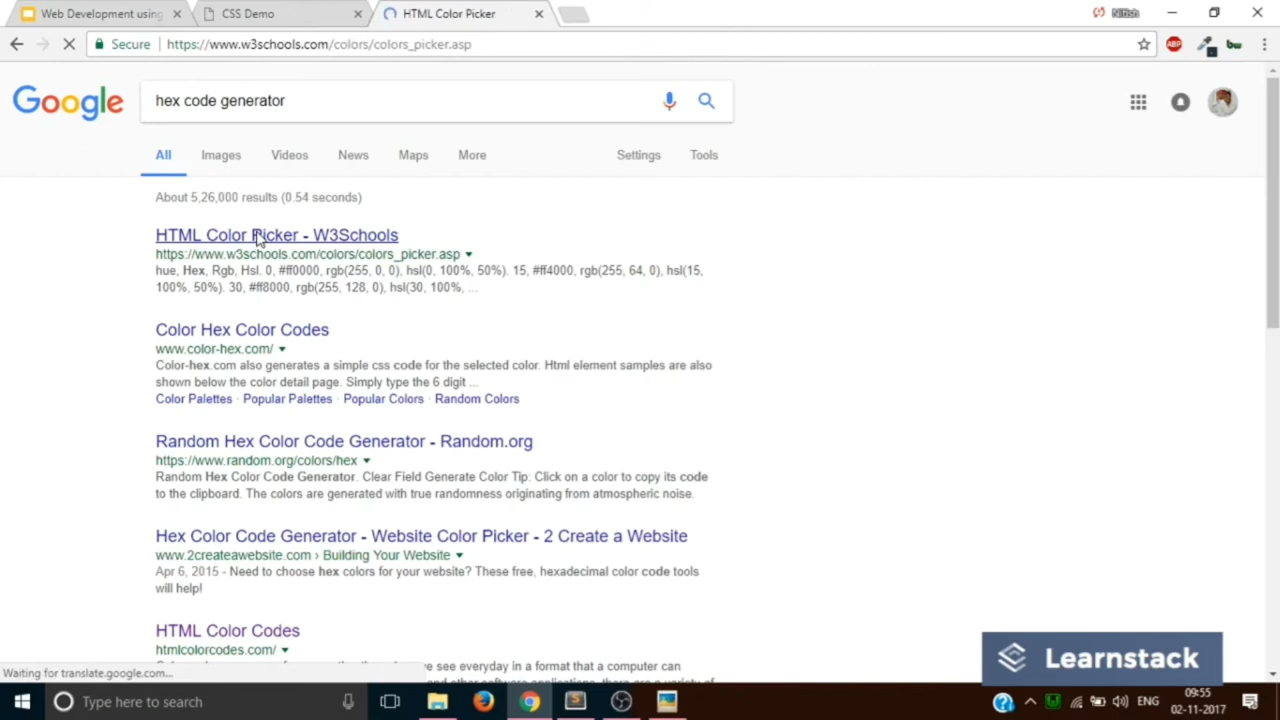 Web Development using
CSS Demo
HTML Color Picker
Nitish
Secure
https://www.w3schools.com/colors/colors_picker.asp
ABP
Google
hex code generator
All
Images
Videos
News
Maps
More
Settings
Tools
About 5,26,000 results (0.54 seconds)
HTML Color Picker - W3Schools
https://www.w3schools.com/colors/colors_picker.asp
hue, Hex, Rgb, Hsl. 0, #ff0000, rgb(255, 0, 0), hsl(0, 100%, 50%). 15, #ff4000, rgb(255, 64, 0), hsl(15,
100%, 50%). 30, #ff8000, rgb(255, 128, 0), hsl(30, 100%, ...
Color Hex Color Codes
www.color-hex.com/
Color-hex.com also generates a simple css code for the selected color. Html element samples are also
shown below the color detail page. Simply type the 6 digit ...
Color Palettes · Popular Palettes · Popular Colors · Random Colors
Random Hex Color Code Generator - Random.org
https://www.random.org/colors/hex
Random Hex Color Code Generator. Clear Field Generate Color Tip: Click on a color to copy its code
to the clipboard. The colors are generated with true randomness originating from atmospheric noise.
Hex Color Code Generator - Website Color Picker - 2 Create a Website
www.2createawebsite.com › Building Your Website
Apr 6, 2015 - Need to choose hex colors for your website? These free, hexadecimal color code tools
will help!
HTML Color Codes
htmlcolorcodes.com/
see everyday in a format that a computer can
Waiting for translate.google.com...
Learnstack
Type here to search
ENG
09:55
02-11-2017